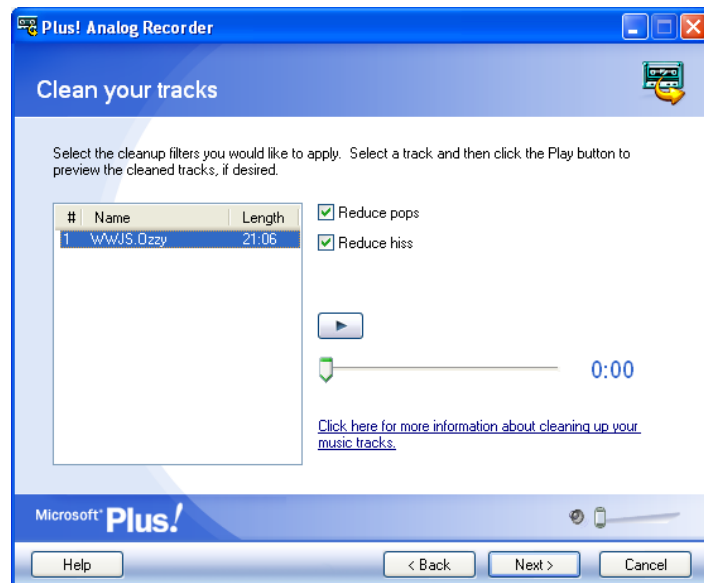 Plus! Analog Recorder
Clean your tracks
Select the cleanup filters you would like to apply. Select a track and then click the Play button to
preview the cleaned tracks, if desired.
# Name Length
1 WWJS.Ozzy 21:06
Reduce pops
Reduce hiss
0:00
Click here for more information about cleaning up your
music tracks.
Microsoft® Plus!
Help < Back Next > Cancel